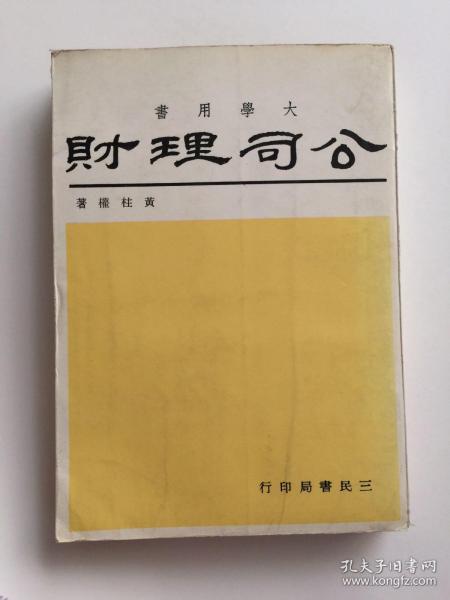 大學用書
公司理財
黃柱權著
三民書局印行
孔夫子旧书网
www.kongfz.com